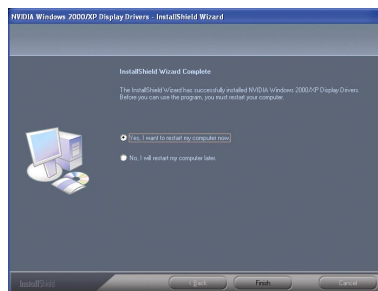 NVIDIA Windows 2000/XP Display Drivers - InstallShield Wizard
InstallShield Wizard Complete
The InstallShield Wizard has successfully installed NVIDIA Windows 2000/XP Display Drivers. Before you can use the program, you must restart your computer.
Yes, I want to restart my computer now.
No, I will restart my computer later.
InstallShield
< Back
Finish
Cancel